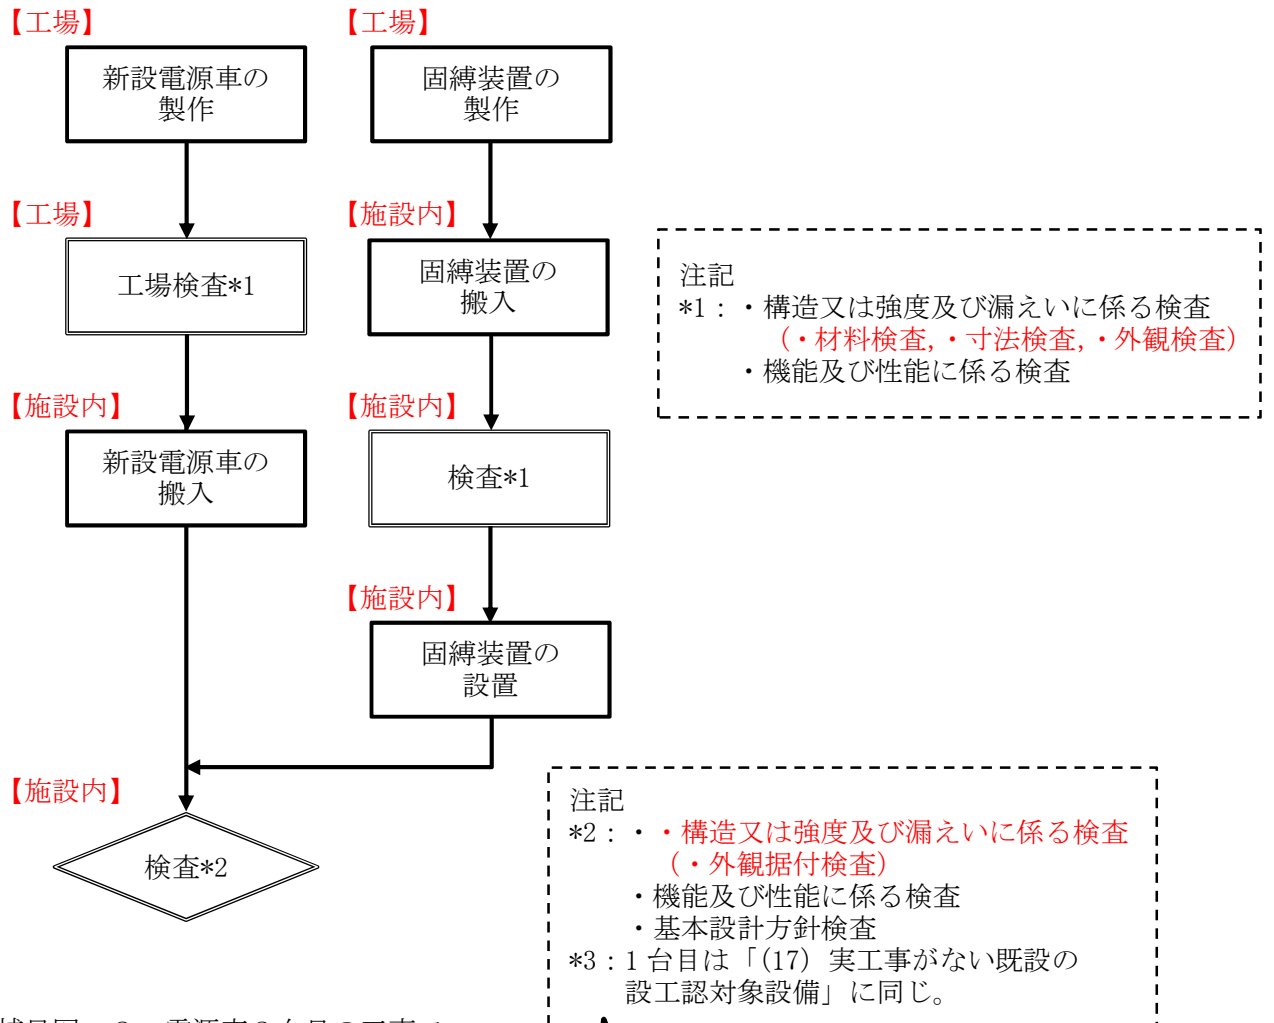 【工場】
新設電源車の
製作
【工場】
固縛装置の
製作
【工場】
工場検査*1
【施設内】
固縛装置の
搬入
注記
*1：・構造又は強度及び漏えいに係る検査
（・材料検査,・寸法検査,・外観検査）
・機能及び性能に係る検査
【施設内】
新設電源車の
搬入
【施設内】
検査*1
【施設内】
固縛装置の
設置
【施設内】
検査*2
注記
*2：・・構造又は強度及び漏えいに係る検査
（・外観据付検査）
・機能及び性能に係る検査
・基本設計方針検査
*3：1 台目は「(17) 実工事がない既設の
設工認対象設備」に同じ。